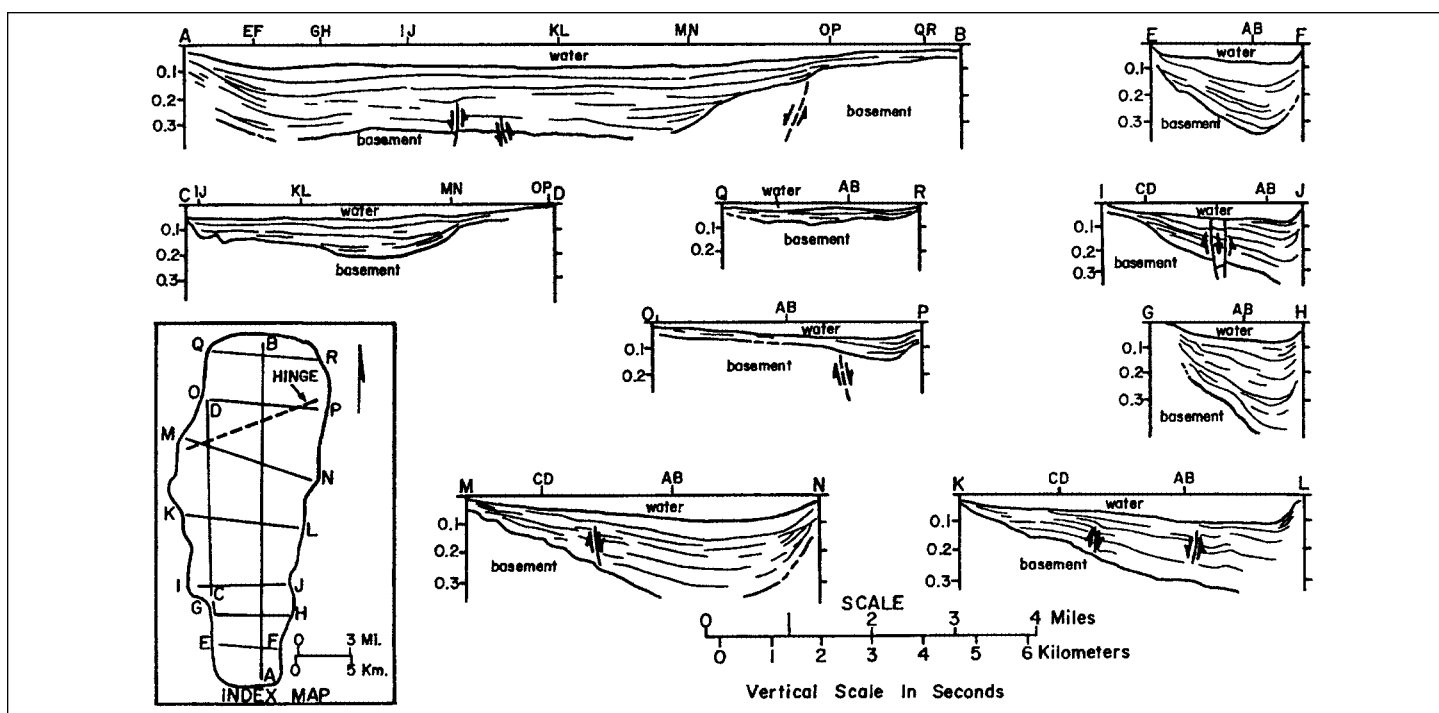 A EF GH IJ KL MN OP QR B
water
0.1
0.2
0.3
basement
basement
E AB F
water
0.1
0.2
0.3
basement
C IJ KL MN OP D
water
0.1
0.2
0.3
basement
Q water AB R
0.1
0.2
basement
I CD AB J
water
0.1
0.2
0.3
basement
O AB P
water
0.1
0.2
basement
G AB H
water
0.1
0.2
0.3
basement
Q B R
HINGE
O D P
M
N
K L
I C J
G H
E F 0 3 MI.
A 0 5 Km.
INDEX MAP
M CD AB N
water
0.1
0.2
0.3
basement
K CD AB L
water
0.1
0.2
0.3
basement
SCALE
0 1 2 3 4 Miles
0 1 2 3 4 5 6 Kilometers
Vertical Scale In Seconds